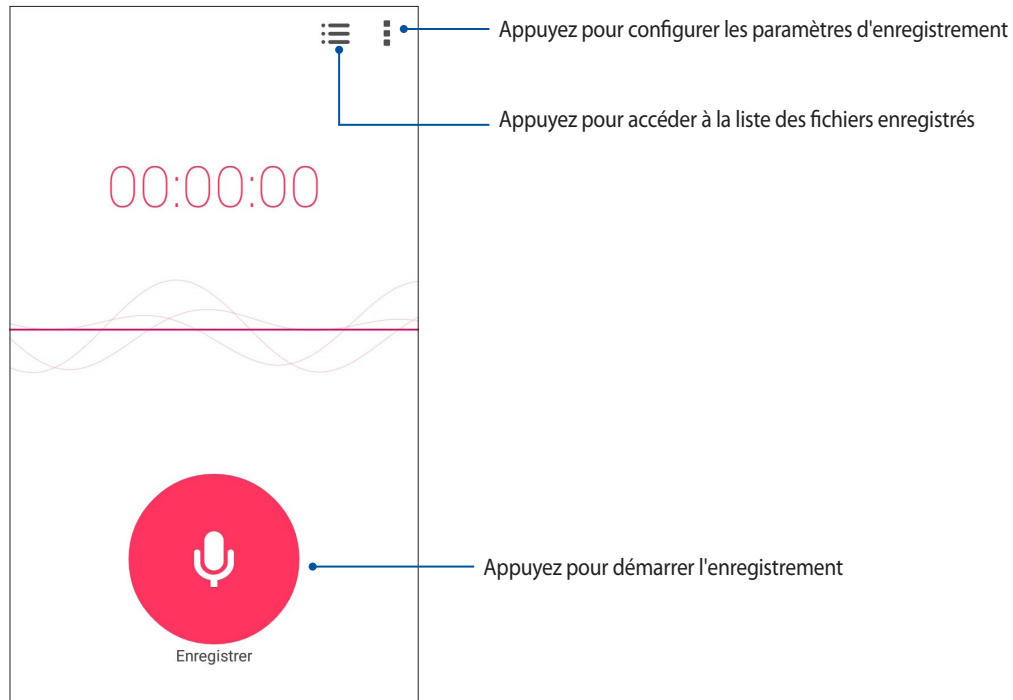 Appuyez pour configurer les paramètres d'enregistrement
Appuyez pour accéder à la liste des fichiers enregistrés
00:00:00
Appuyez pour démarrer l'enregistrement
Enregistrer